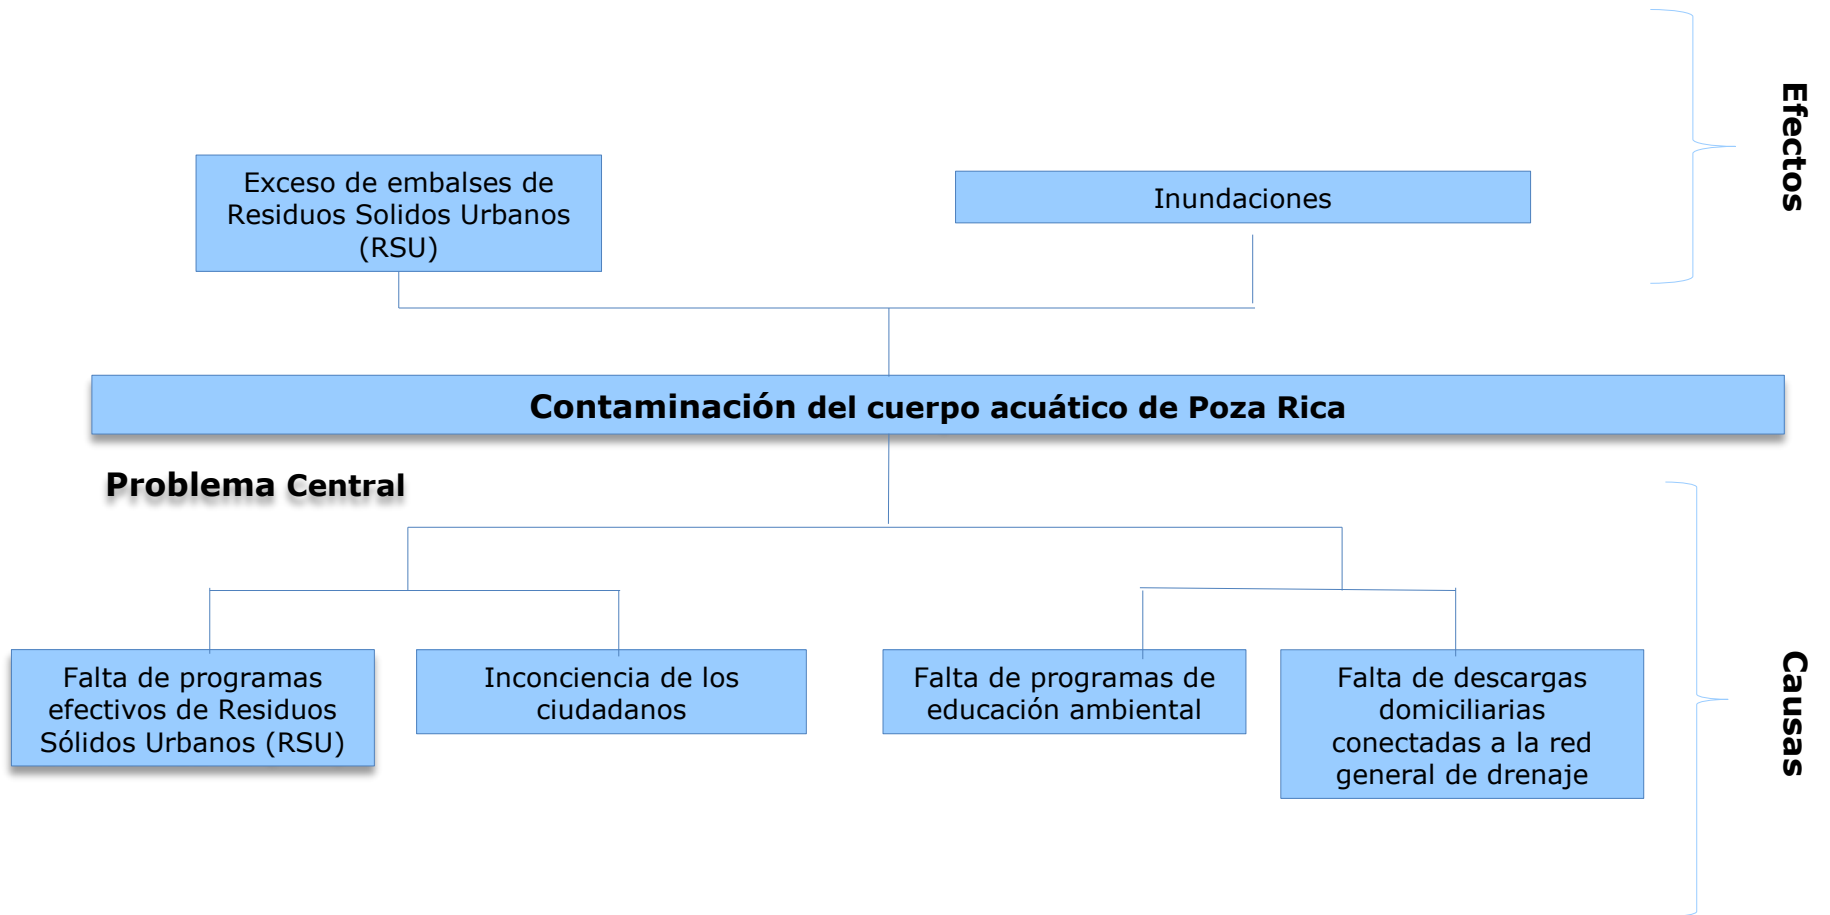 Efectos
Exceso de embalses de
Residuos Solidos Urbanos
(RSU)
Inundaciones
Contaminación del cuerpo acuático de Poza Rica
Problema Central
Falta de programas
efectivos de Residuos
Sólidos Urbanos (RSU)
Inconciencia de los
ciudadanos
Falta de programas de
educación ambiental
Falta de descargas
domiciliarias
conectadas a la red
general de drenaje
Causas